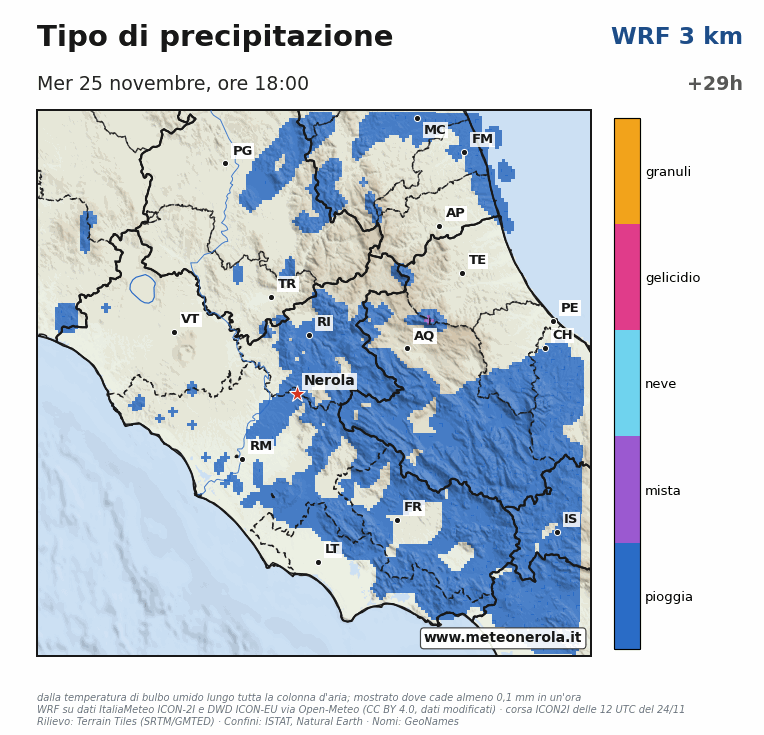 Tipo di precipitazione
WRF 3 km
Mer 25 novembre, ore 18:00
+29h
MC
FM
PG
AP
TE
TR
PE
VT
RI
CH
AQ
Nerola
RM
FR
IS
LT
www.meteonerola.it
granuli
gelicidio
neve
mista
pioggia
dalla temperatura di bulbo umido lungo tutta la colonna d'aria; mostrato dove cade almeno 0,1 mm in un'ora
WRF su dati ItaliaMeteo ICON-2I e DWD ICON-EU via Open-Meteo (CC BY 4.0, dati modificati) · corsa ICON2I delle 12 UTC del 24/11
Rilievo: Terrain Tiles (SRTM/GMTED) · Confini: ISTAT, Natural Earth · Nomi: GeoNames